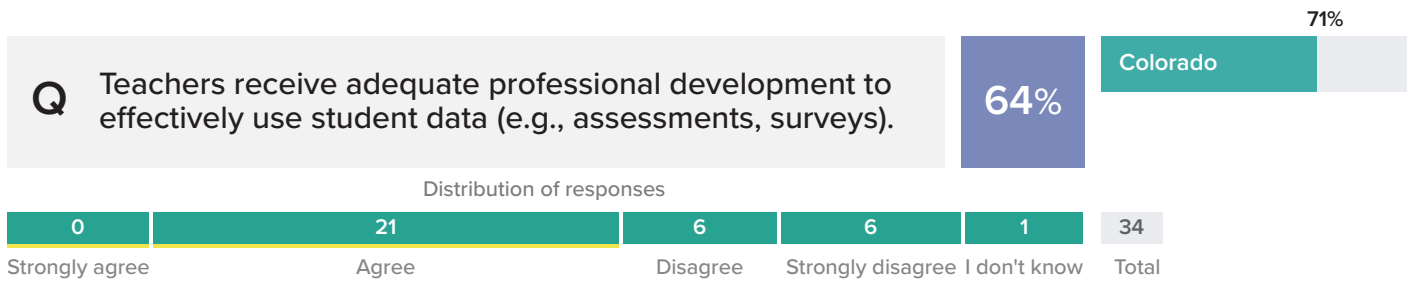 71%
Q
Teachers receive adequate professional development to
effectively use student data (e.g., assessments, surveys).
64%
Colorado
Distribution of responses
0 21 6 6 1 34
Strongly agree Agree Disagree Strongly disagree I don't know Total